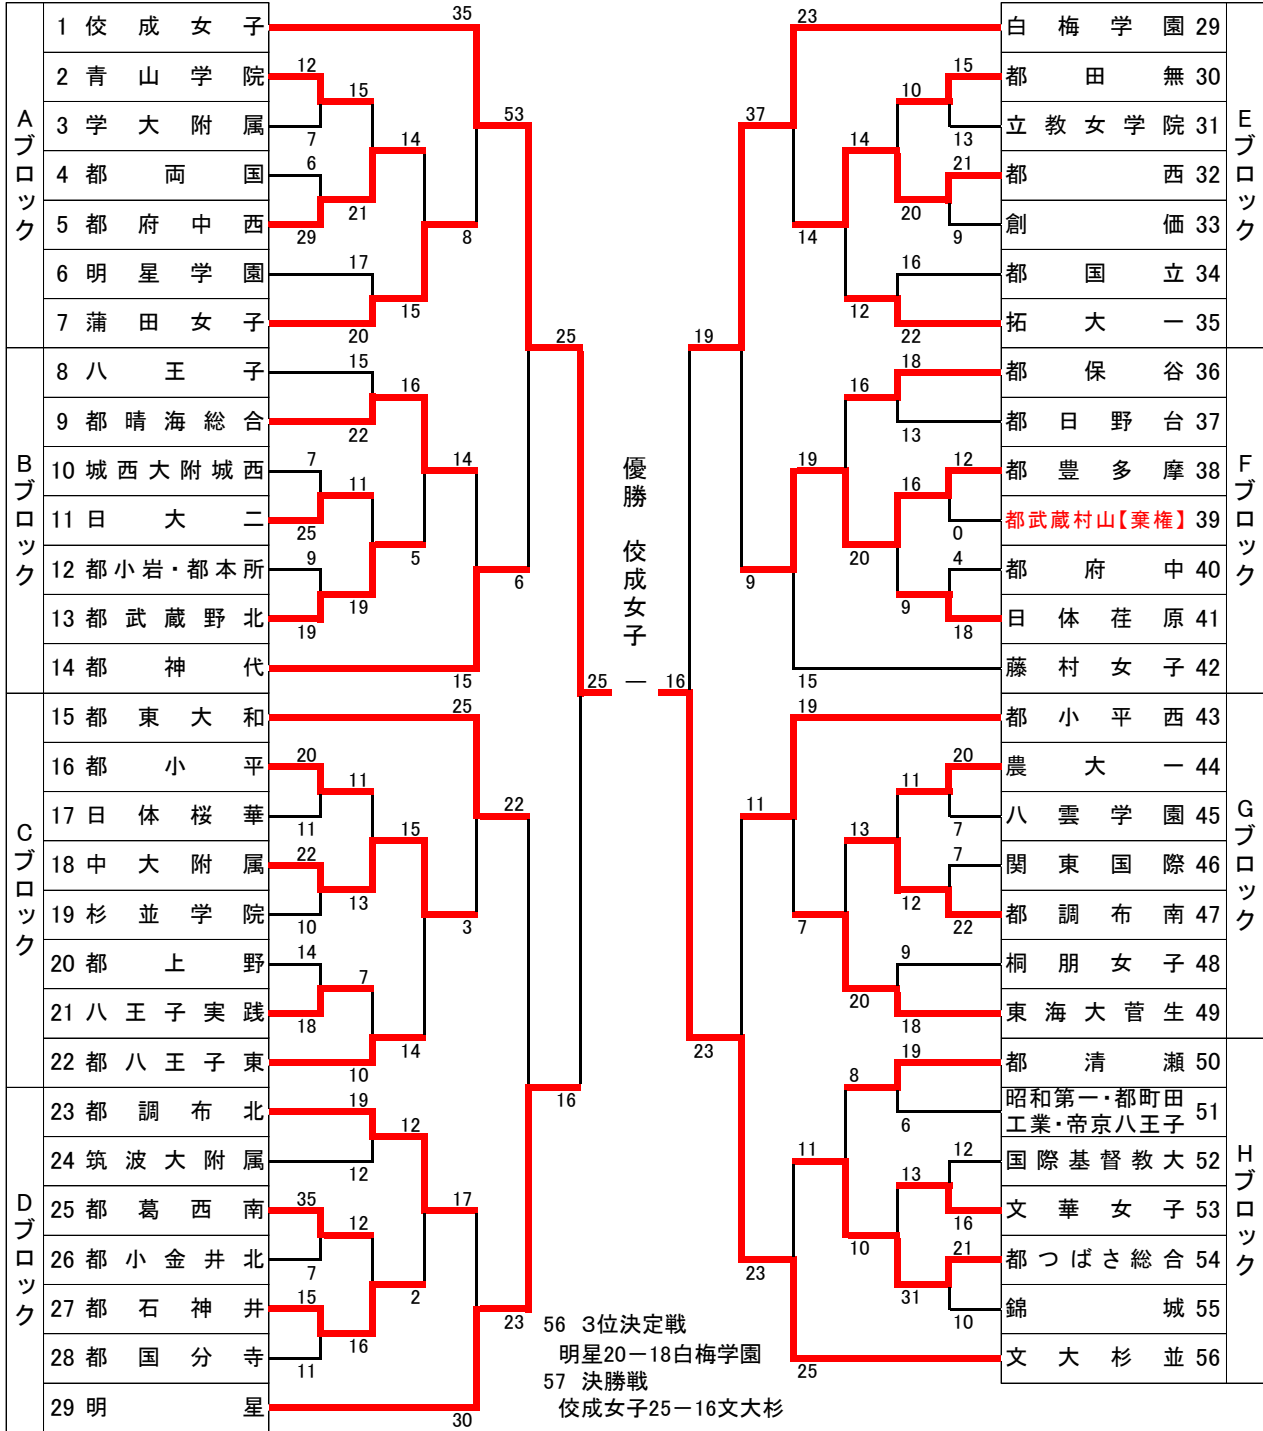 Aブロック
1 佼成女子
2 青山学院
3 学大附属
4 都両国
5 都府中西
6 明星学園
7 蒲田女子
Bブロック
8 八王子
9 都晴海総合
10 城西大附城西
11 日大二
12 都小岩・都本所
13 都武蔵野北
14 都神代
Cブロック
15 都東大和
16 都小平
17 日体桜華
18 中大附属
19 杉並学院
20 都上野
21 八王子実践
22 都八王子東
Dブロック
23 都調布北
24 筑波大附属
25 都葛西南
26 都小金井北
27 都石神井
28 都国分寺
29 明星
35
12
7
6
29
17
20
15
21
14
15
8
53
15
22
7
25
9
19
16
11
19
14
5
15
6
25
25
20
11
22
10
14
18
10
11
13
7
15
14
3
22
19
12
35
7
15
11
12
12
16
17
2
30
23
16
25
優勝 佼成女子
ー
16
19
23
37
9
11
23
23
14
14
12
10
20
15
13
21
9
16
22
19
15
16
20
18
13
16
9
12
0
4
18
19
7
13
20
11
12
20
7
7
22
9
18
11
25
8
10
19
6
13
31
12
16
21
10
56 3位決定戦
明星20－18白梅学園
57 決勝戦
佼成女子25－16文大杉
白梅学園 29
都田無 30
立教女学院 31
都西 32
創価 33
都国立 34
拓大一 35
Eブロック
都保谷 36
都日野台 37
都豊多摩 38
都武蔵村山【棄権】 39
都府中 40
日体荏原 41
藤村女子 42
Fブロック
都小平西 43
農大一 44
八雲学園 45
関東国際 46
都調布南 47
桐朋女子 48
東海大菅生 49
Gブロック
都清瀬 50
昭和第一・都町田
工業・帝京八王子 51
国際基督教大 52
文華女子 53
都つばさ総合 54
錦城 55
文大杉並 56
Hブロック